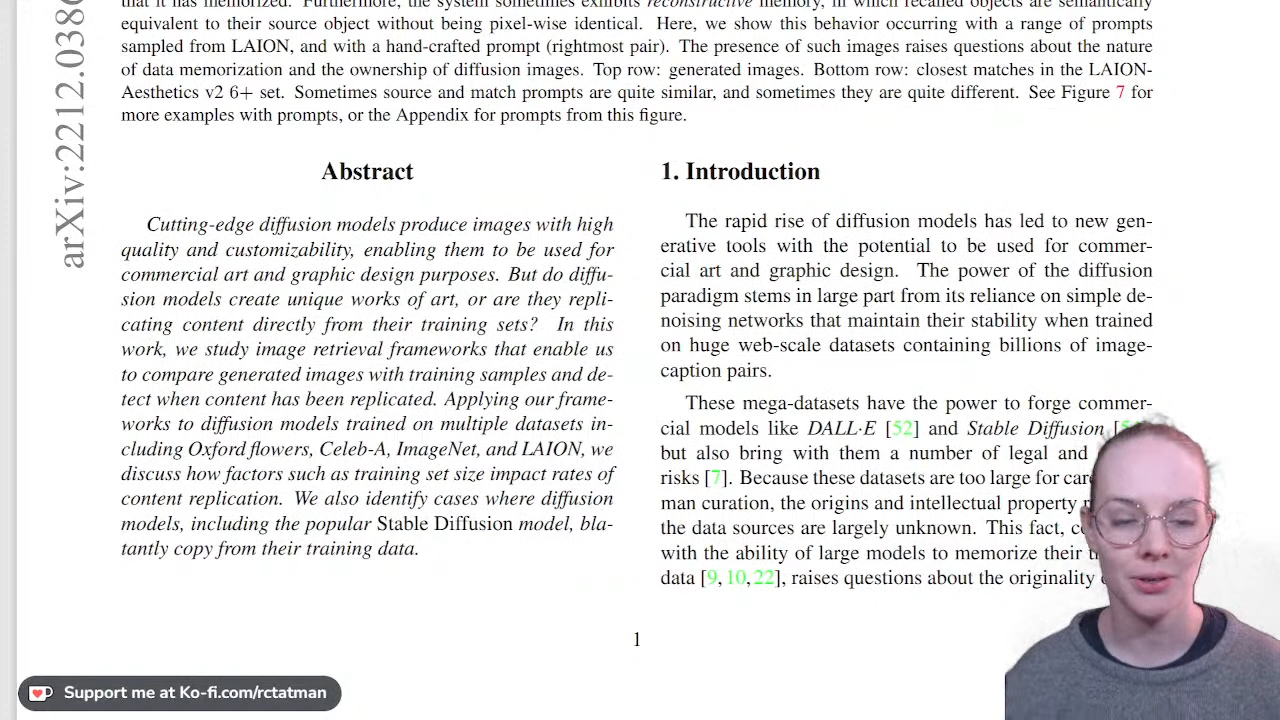 that it has memorized. Furthermore, the system sometimes exhibits reconstructive memory, in which recalled objects are semantically
equivalent to their source object without being pixel-wise identical. Here, we show this behavior occurring with a range of prompts
sampled from LAION, and with a hand-crafted prompt (rightmost pair). The presence of such images raises questions about the nature
of data memorization and the ownership of diffusion images. Top row: generated images. Bottom row: closest matches in the LAION-
Aesthetics v2 6+ set. Sometimes source and match prompts are quite similar, and sometimes they are quite different. See Figure 7 for
more examples with prompts, or the Appendix for prompts from this figure.
arXiv:2212.038
Abstract
Cutting-edge diffusion models produce images with high
quality and customizability, enabling them to be used for
commercial art and graphic design purposes. But do diffu-
sion models create unique works of art, or are they repli-
cating content directly from their training sets? In this
work, we study image retrieval frameworks that enable us
to compare generated images with training samples and de-
tect when content has been replicated. Applying our frame-
works to diffusion models trained on multiple datasets in-
cluding Oxford flowers, Celeb-A, ImageNet, and LAION, we
discuss how factors such as training set size impact rates of
content replication. We also identify cases where diffusion
models, including the popular Stable Diffusion model, bla-
tantly copy from their training data.
1. Introduction
The rapid rise of diffusion models has led to new gen-
erative tools with the potential to be used for commer-
cial art and graphic design. The power of the diffusion
paradigm stems in large part from its reliance on simple de-
noising networks that maintain their stability when trained
on huge web-scale datasets containing billions of image-
caption pairs.
These mega-datasets have the power to forge commer-
cial models like DALL·E [52] and Stable Diffusion [
but also bring with them a number of legal and
risks [7]. Because these datasets are too large for
man curation, the origins and intellectual property
the data sources are largely unknown. This fact,
with the ability of large models to memorize their
data [9, 10, 22], raises questions about the originality
1
Support me at Ko-fi.com/rctatman